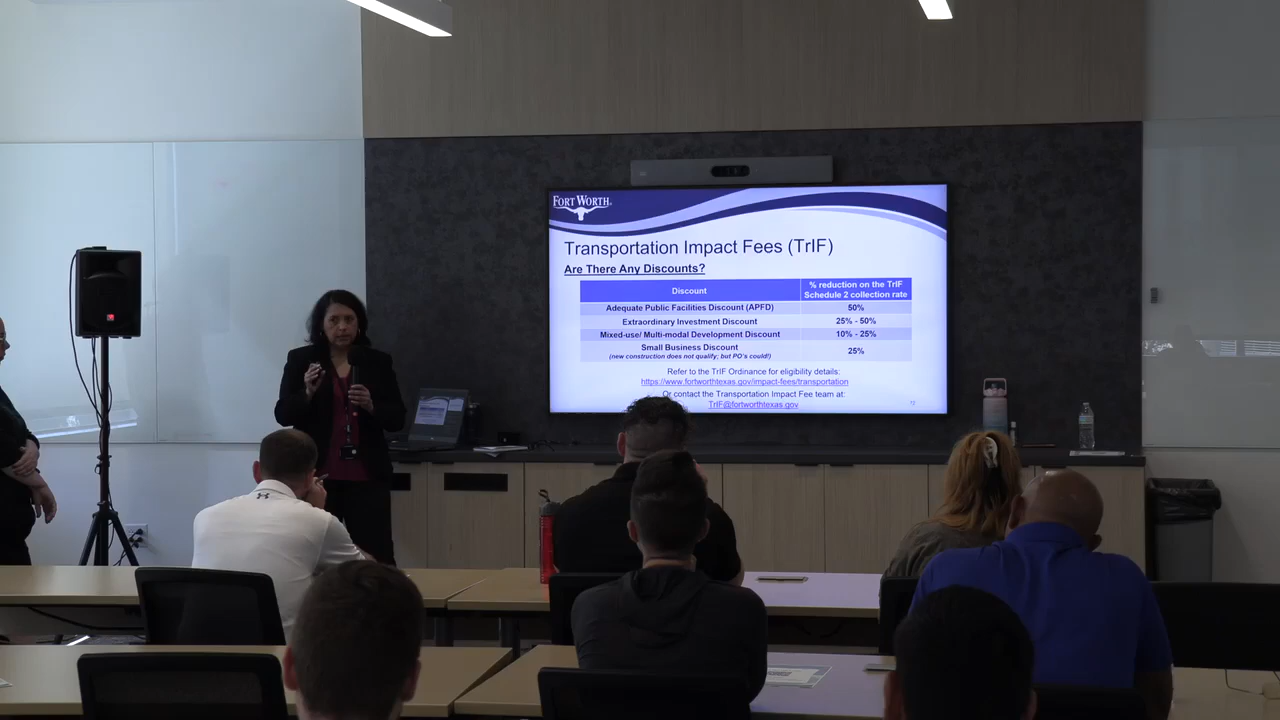 FORT WORTH
Transportation Impact Fees (TrIF)
Are There Any Discounts?
Discount
% reduction on the TrIF
Schedule 2 collection rate
Adequate Public Facilities Discount (APFD)
50%
Extraordinary Investment Discount
25% - 50%
Mixed-use/ Multi-modal Development Discount
10% - 25%
Small Business Discount
(new construction does not qualify; but PO's could!)
25%
Refer to the TrIF Ordinance for eligibility details:
https://www.fortworthtexas.gov/impact-fees/transportation
Or contact the Transportation Impact Fee team at:
TrIF@fortworthtexas.gov